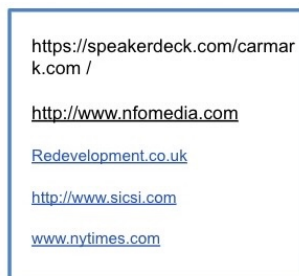 https://speakerdeck.com/carmar
k.com /
http://www.nfomedia.com
Redevelopment.co.uk
http://www.sicsi.com
www.nytimes.com